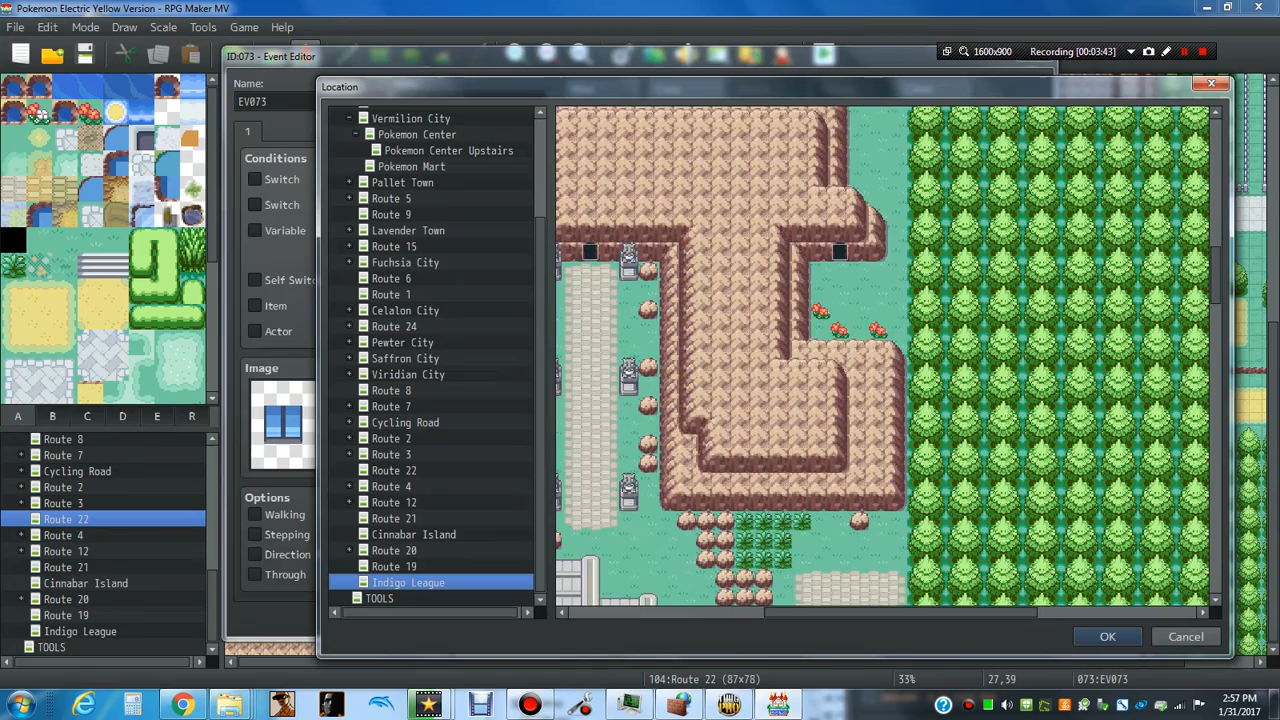 Pokemon Electric Yellow Version - RPG Maker MV
File Edit Mode Draw Scale Tools Game Help
1600x900
Recording [00:03:43]
ID:073 - Event Editor
Name:
EV073
1
Conditions
Switch
Switch
Variable
Self Switc
Item
Actor
Image
Options
Walking
Stepping
Direction
Through
Location
Vermilion City
Pokemon Center
Pokemon Center Upstairs
Pokemon Mart
Pallet Town
Route 5
Route 9
Lavender Town
Route 15
Fuchsia City
Route 6
Route 1
Celalon City
Route 24
Pewter City
Saffron City
Viridian City
Route 8
Route 7
Cycling Road
Route 2
Route 3
Route 22
Route 4
Route 12
Route 21
Cinnabar Island
Route 20
Route 19
Indigo League
TOOLS
OK
Cancel
A B C D E R
Route 8
Route 7
Cycling Road
Route 2
Route 3
Route 22
Route 4
Route 12
Route 21
Cinnabar Island
Route 20
Route 19
Indigo League
TOOLS
104:Route 22 (87x78)
33%
27,39
073:EV073
2:57 PM
1/31/2017